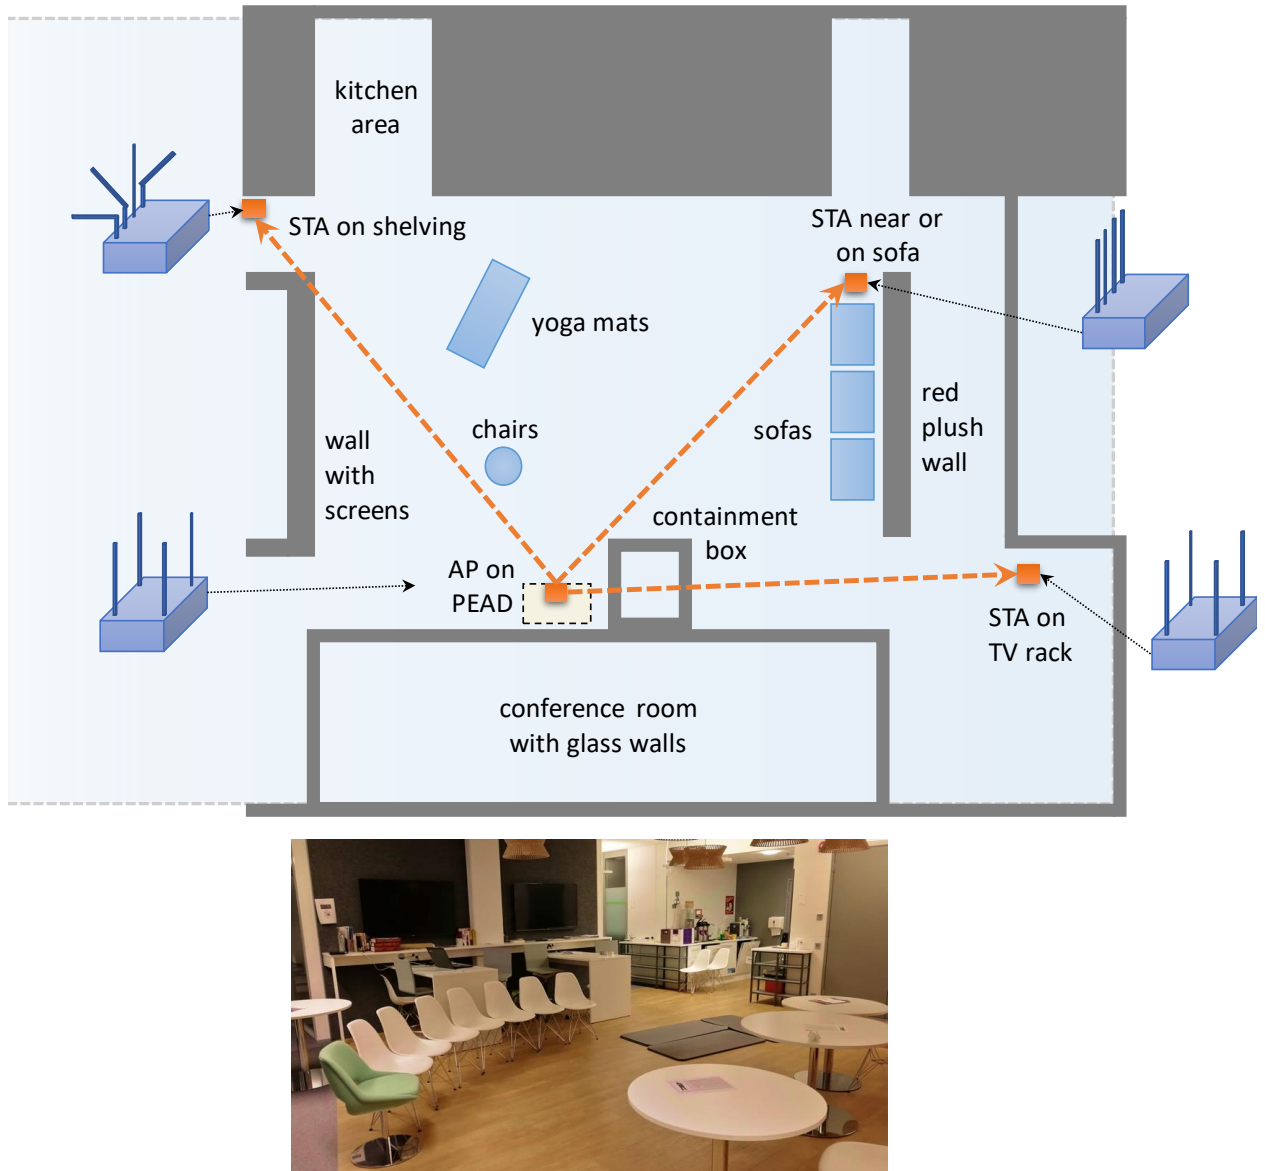 kitchen
area
STA on shelving
STA near or
on sofa
yoga mats
red
plush
wall
chairs
sofas
wall
with
screens
containment
box
AP on
PEAD
STA on
TV rack
conference room
with glass walls